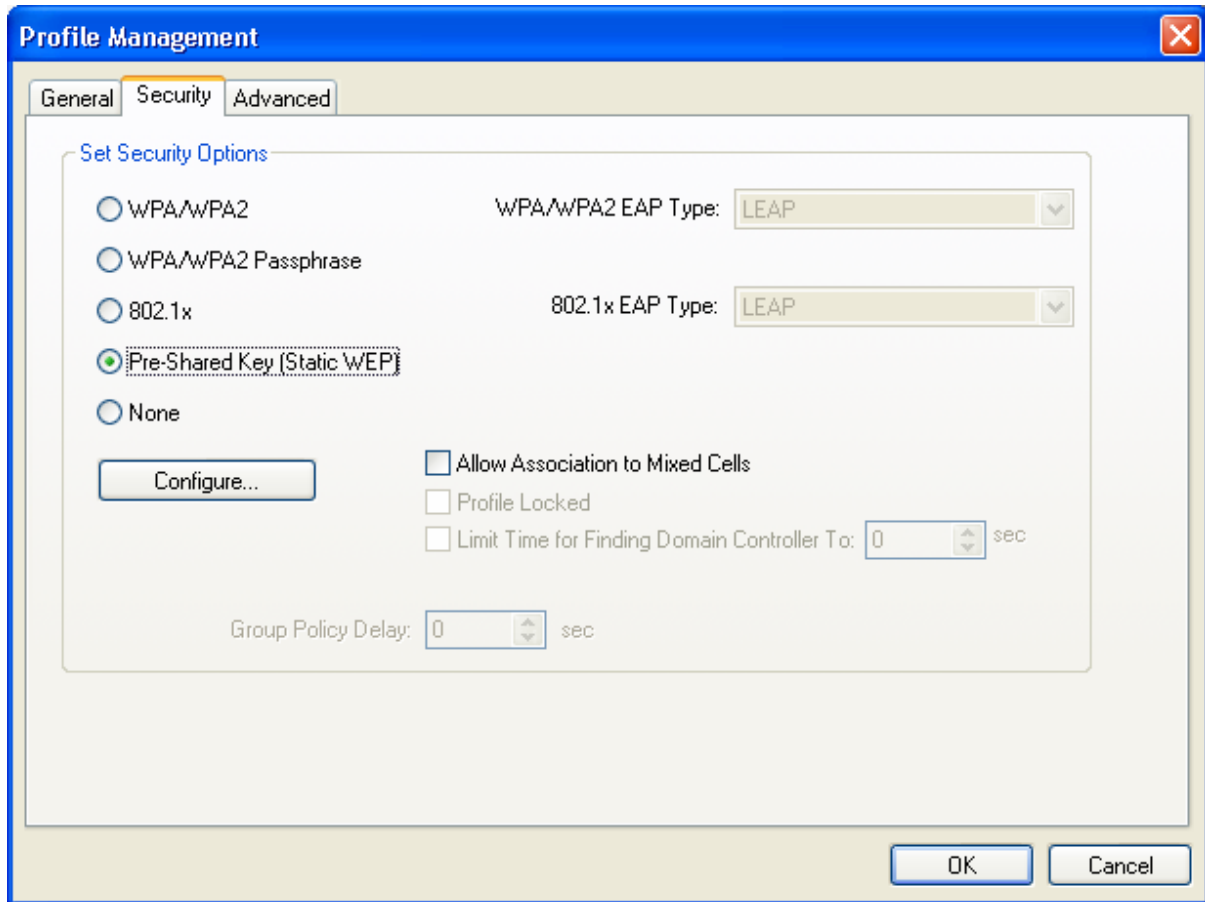 Profile Management
General Security Advanced
Set Security Options
WPA/WPA2
WPA/WPA2 EAP Type: LEAP
WPA/WPA2 Passphrase
802.1x
802.1x EAP Type: LEAP
Pre-Shared Key (Static WEP)
None
Configure...
Allow Association to Mixed Cells
Profile Locked
Limit Time for Finding Domain Controller To: 0 sec
Group Policy Delay: 0 sec
OK Cancel